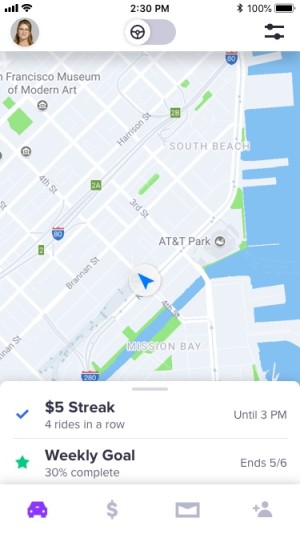 2:30 PM
100%
n Francisco Museum
of Modern Art
80
2B
Harrison St
SOUTH BEACH
4th St
2A
3rd St
80
2
AT&T Park
Brannan St
4th St
MISSION BAY
280
$5 Streak
4 rides in a row
Until 3 PM
Weekly Goal
30% complete
Ends 5/6
$